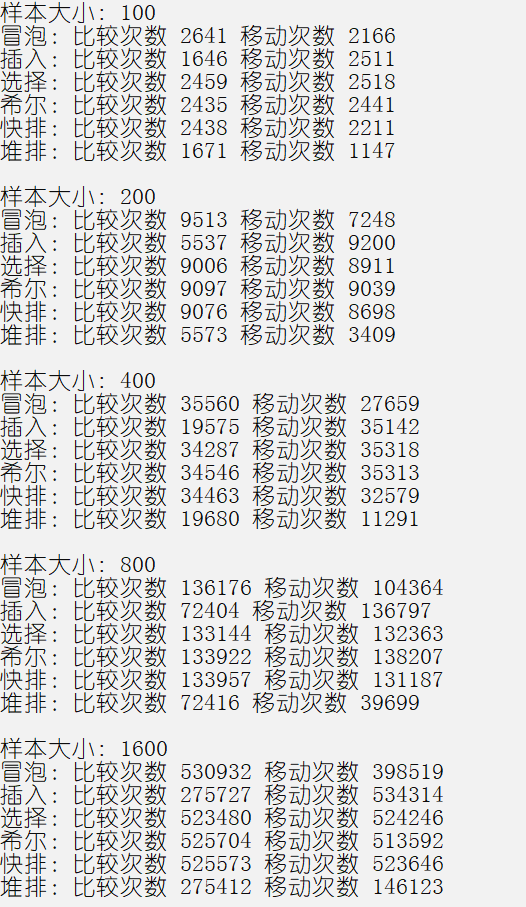 样本大小: 100
冒泡: 比较次数 2641 移动次数 2166
插入: 比较次数 1646 移动次数 2511
选择: 比较次数 2459 移动次数 2518
希尔: 比较次数 2435 移动次数 2441
快排: 比较次数 2438 移动次数 2211
堆排: 比较次数 1671 移动次数 1147
样本大小: 200
冒泡: 比较次数 9513 移动次数 7248
插入: 比较次数 5537 移动次数 9200
选择: 比较次数 9006 移动次数 8911
希尔: 比较次数 9097 移动次数 9039
快排: 比较次数 9076 移动次数 8698
堆排: 比较次数 5573 移动次数 3409
样本大小: 400
冒泡: 比较次数 35560 移动次数 27659
插入: 比较次数 19575 移动次数 35142
选择: 比较次数 34287 移动次数 35318
希尔: 比较次数 34546 移动次数 35313
快排: 比较次数 34463 移动次数 32579
堆排: 比较次数 19680 移动次数 11291
样本大小: 800
冒泡: 比较次数 136176 移动次数 104364
插入: 比较次数 72404 移动次数 136797
选择: 比较次数 133144 移动次数 132363
希尔: 比较次数 133922 移动次数 138207
快排: 比较次数 133957 移动次数 131187
堆排: 比较次数 72416 移动次数 39699
样本大小: 1600
冒泡: 比较次数 530932 移动次数 398519
插入: 比较次数 275727 移动次数 534314
选择: 比较次数 523480 移动次数 524246
希尔: 比较次数 525704 移动次数 513592
快排: 比较次数 525573 移动次数 523646
堆排: 比较次数 275412 移动次数 146123